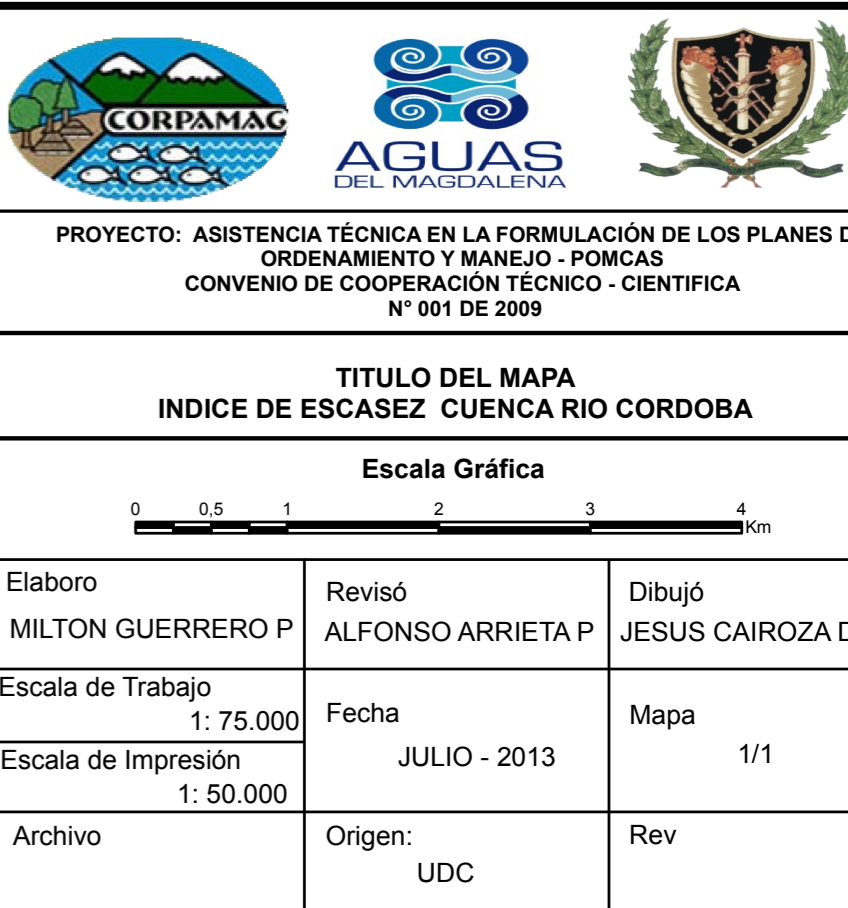 CORPAMAG
AGUAS
DEL MAGDALENA
PROYECTO: ASISTENCIA TÉCNICA EN LA FORMULACIÓN DE LOS PLANES D
ORDENAMIENTO Y MANEJO - POMCAS
CONVENIO DE COOPERACIÓN TÉCNICO - CIENTIFICA
N° 001 DE 2009
TITULO DEL MAPA
INDICE DE ESCASEZ CUENCA RIO CORDOBA
Escala Gráfica
0 0,5 1 2 3 4
Km
Elaboro
MILTON GUERRERO P
Revisó
ALFONSO ARRIETA P
Dibujó
JESUS CAIROZA D
Escala de Trabajo
1: 75.000
Escala de Impresión
1: 50.000
Fecha
JULIO - 2013
Mapa
1/1
Archivo
Origen:
UDC
Rev